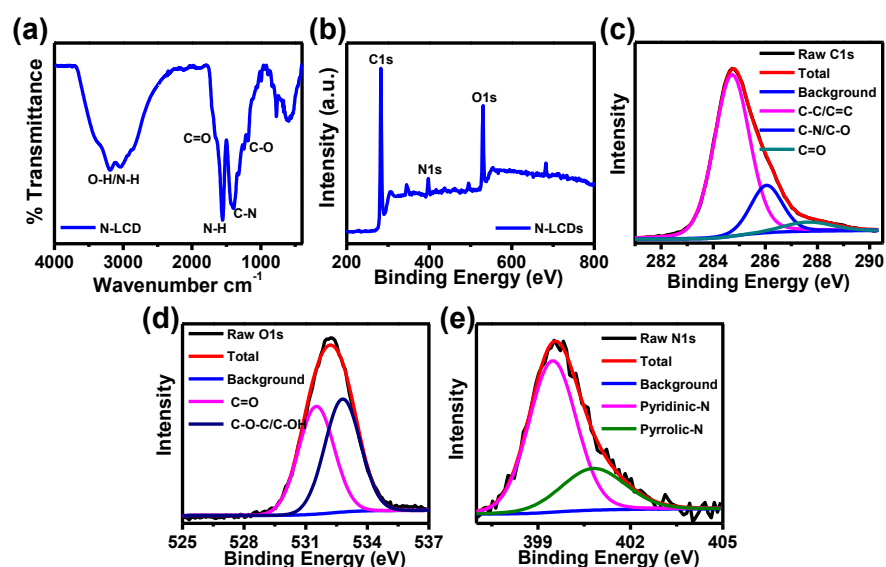 (a)
% Transmittance
O-H/N-H
C=O
N-H
C-N
C-O
N-LCD
4000
3000
2000
1000
Wavenumber cm-1
(b)
Intensity (a.u.)
C1s
N1s
O1s
N-LCDs
200
400
600
800
Binding Energy (eV)
(c)
Intensity
Raw C1s
Total
Background
C-C/C=C
C-N/C-O
C=O
282
284
286
288
290
Binding Energy (eV)
(d)
Intensity
Raw O1s
Total
Background
C=O
C-O-C/C-OH
525
528
531
534
537
Binding Energy (eV)
(e)
Intensity
Raw N1s
Total
Background
Pyridinic-N
Pyrrolic-N
399
402
405
Binding Energy (eV)